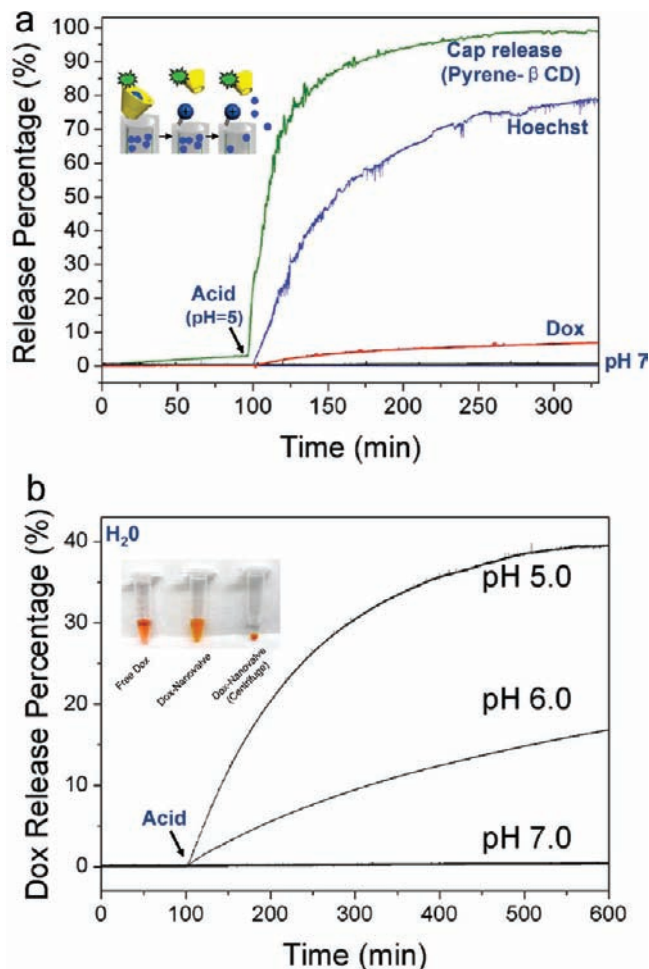 a
100
90
80
70
60
50
40
30
20
10
0
Release Percentage (%)
Cap release
(Pyrene-β CD)
Hoechst
Acid
(pH=5)
Dox
pH 7
0 50 100 150 200 250 300
Time (min)
b
H₂0
40
30
20
10
0
Dox Release Percentage (%)
Free Dox
Dox-Nanovalve
Dox-Nanovalve
(Centrifuge)
pH 5.0
pH 6.0
Acid
pH 7.0
0 100 200 300 400 500 600
Time (min)